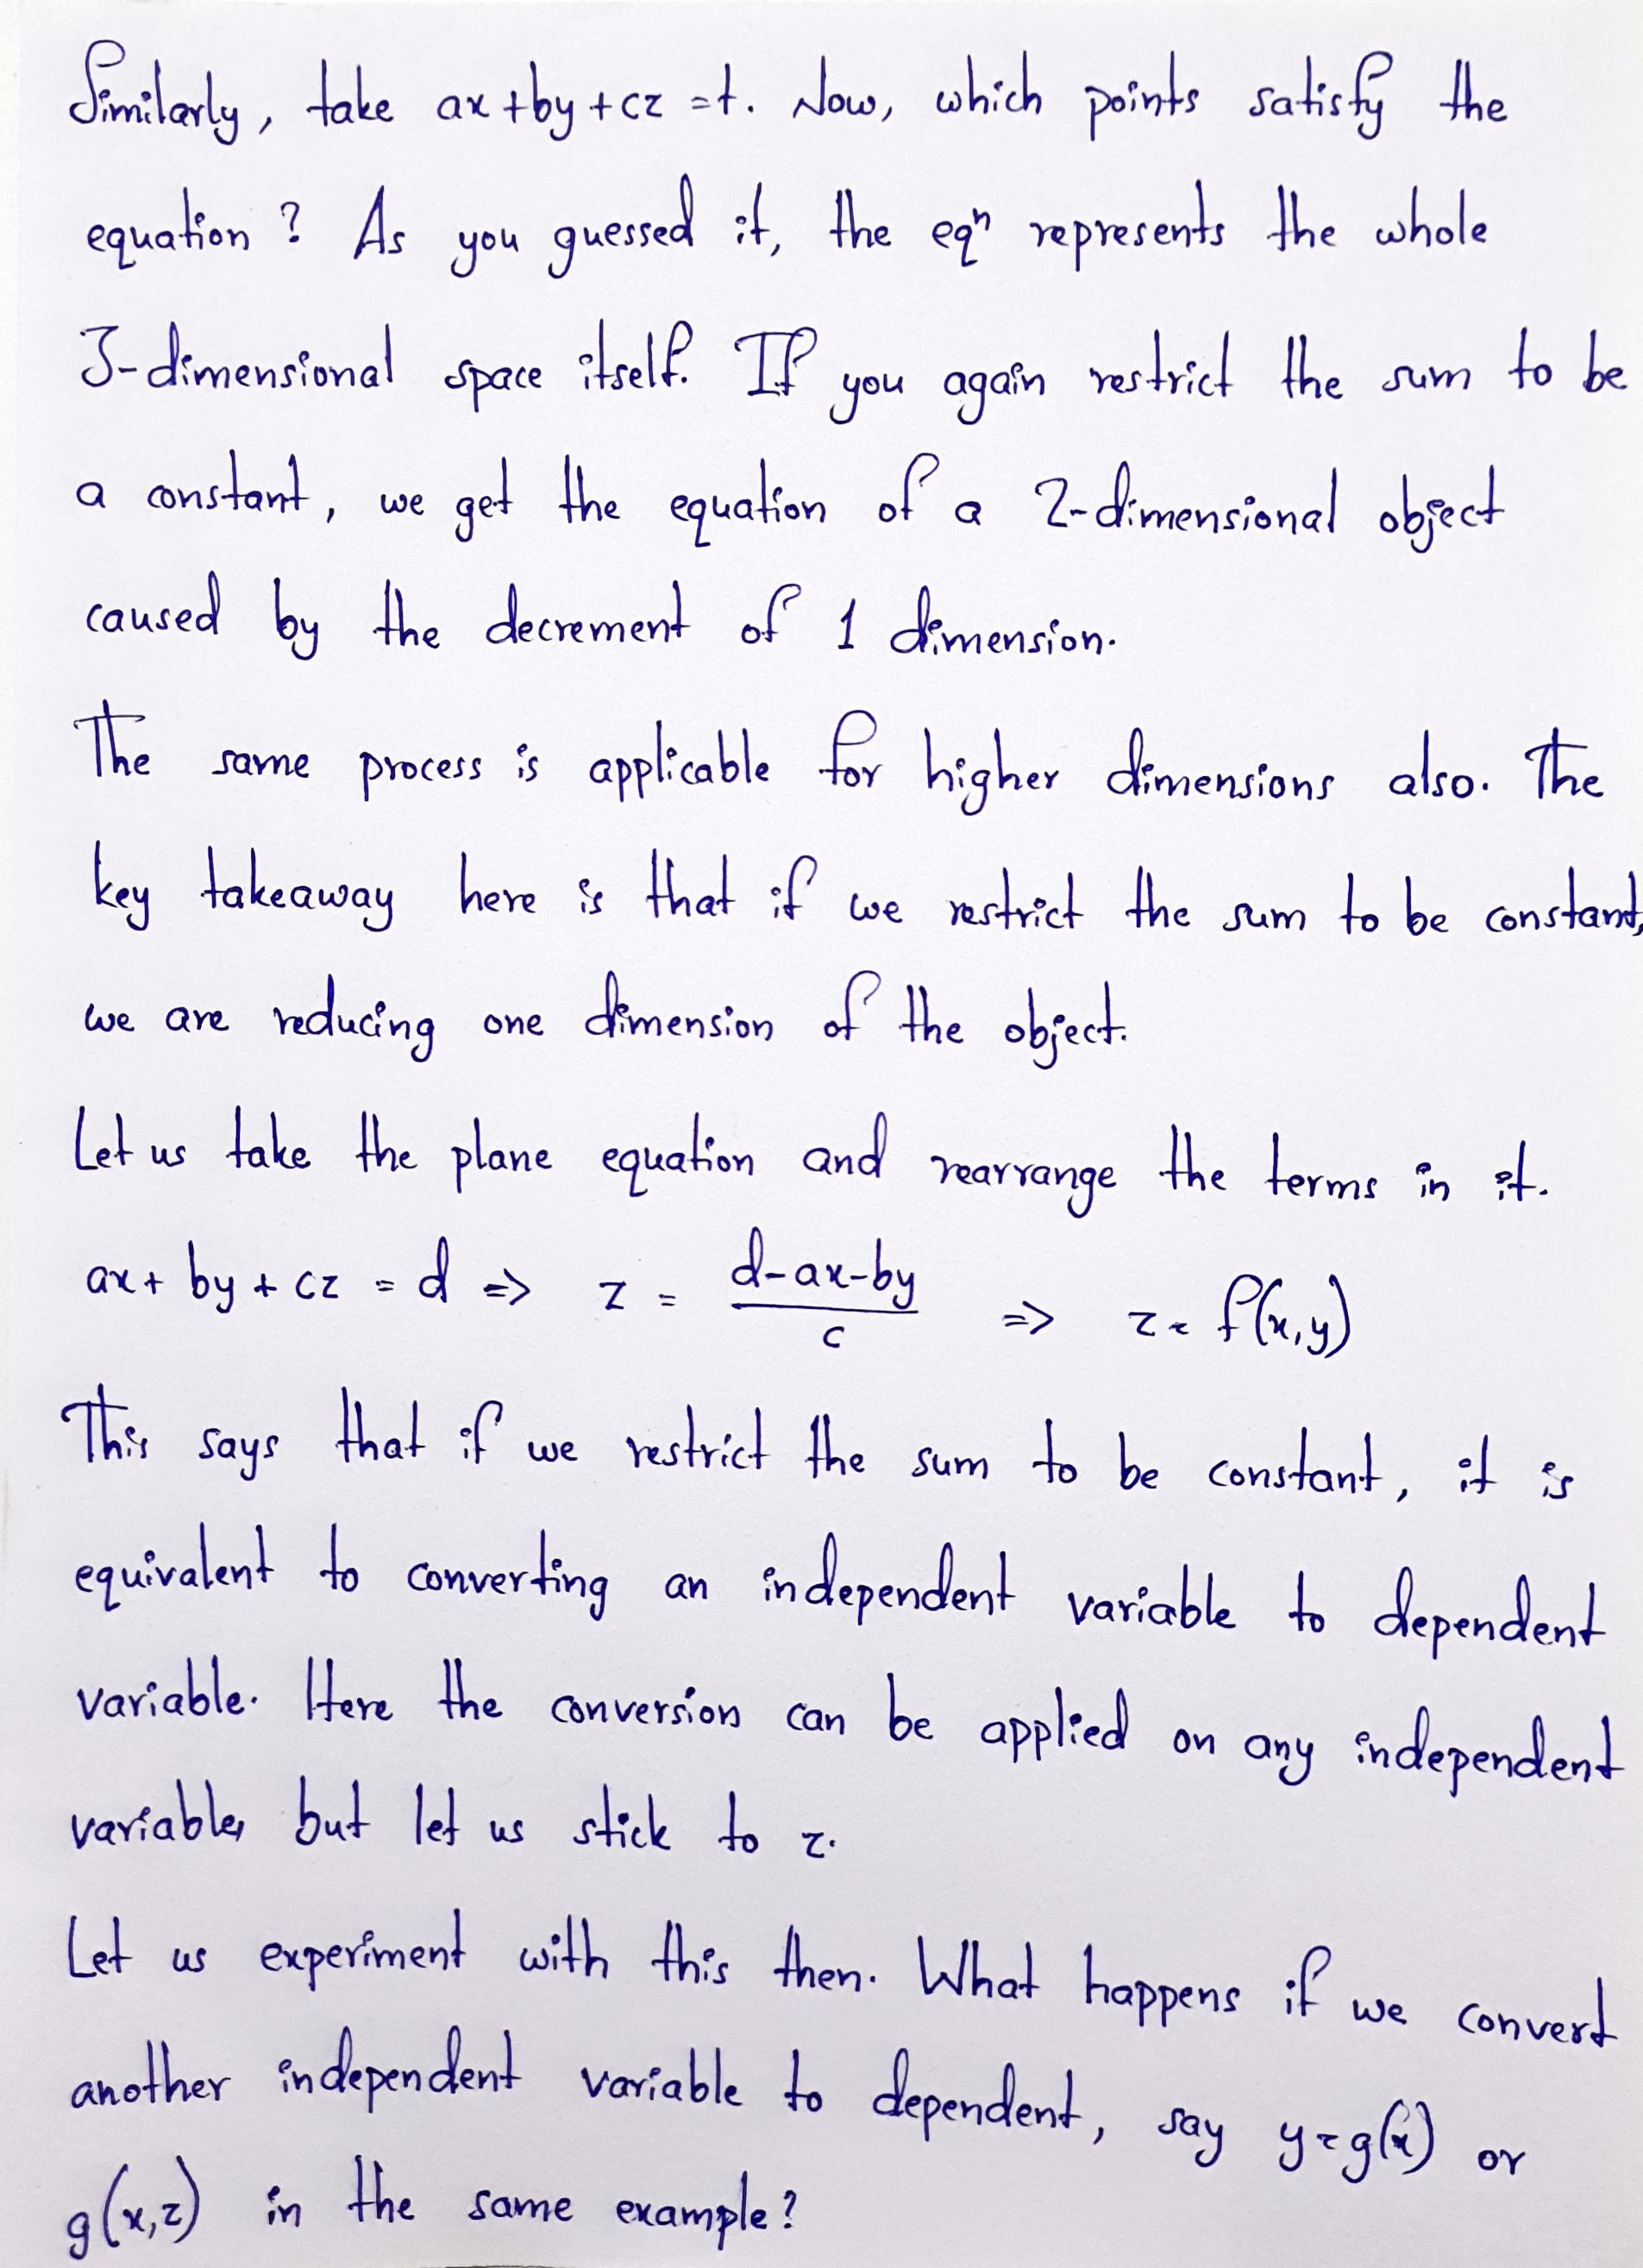 Similarly, take ax+by+cz=t. Now, which points satisfy the
equation? As you guessed it, the eqⁿ represents the whole
3-dimensional space itself. If you again restrict the sum to be
a constant, we get the equation of a 2-dimensional object
caused by the decrement of 1 dimension.
The same process is applicable for higher dimensions also. The
key takeaway here is that if we restrict the sum to be constant,
we are reducing one dimension of the object.
Let us take the plane equation and rearrange the terms in it.
ax+by+cz = d => z = (d-ax-by)/c => z = f(x,y)
This says that if we restrict the sum to be constant, it is
equivalent to converting an independent variable to dependent
variable. Here the conversion can be applied on any independent
variable, but let us stick to z.
Let us experiment with this then. What happens if we convert
another independent variable to dependent, say y=g(x) or
g(x,z) in the same example?